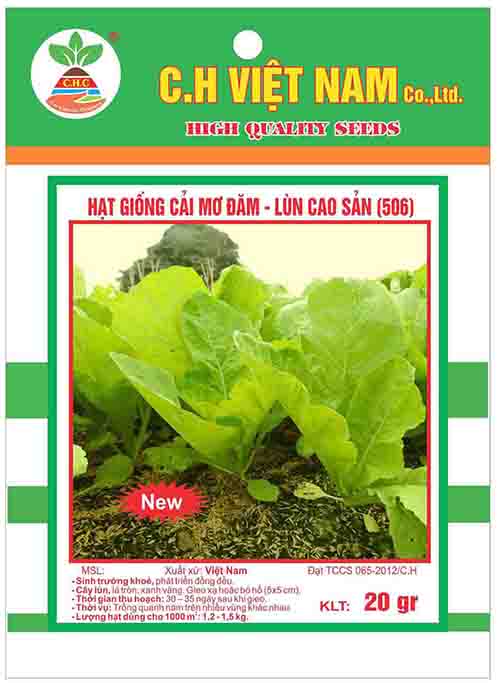 C.H.C
®
C.H VIỆT NAM Co.,Ltd.
HIGH QUALITY SEEDS
HẠT GIỐNG CẢI MƠ ĐĂM - LÙN CAO SẢN (506)
New
MSL: Xuất xứ: Việt Nam Đạt TCCS 065-2012/C.H
- Sinh trưởng khoẻ, phát triển đồng đều.
- Cây lùn, lá tròn, xanh vàng. Gieo xạ hoặc bỏ hố (5x5 cm).
- Thời gian thu hoạch: 30 – 35 ngày sau khi gieo.
- Thời vụ: Trồng quanh năm trên nhiều vùng khác nhau
- Lượng hạt dùng cho 1000 m²: 1,2 - 1,5 kg.
KLT: 20 gr